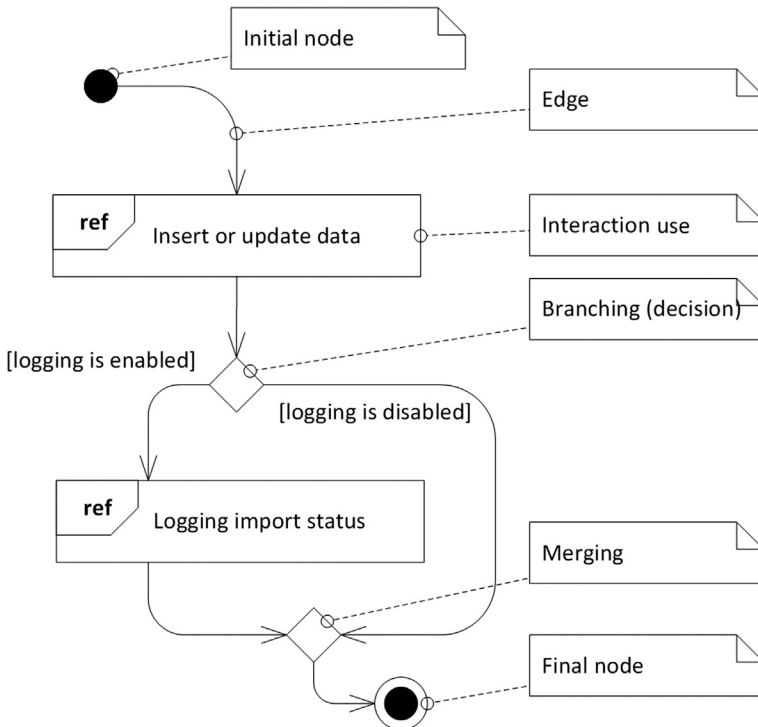 Initial node
Edge
ref
Insert or update data
Interaction use
Branching (decision)
[logging is enabled]
[logging is disabled]
ref
Logging import status
Merging
Final node